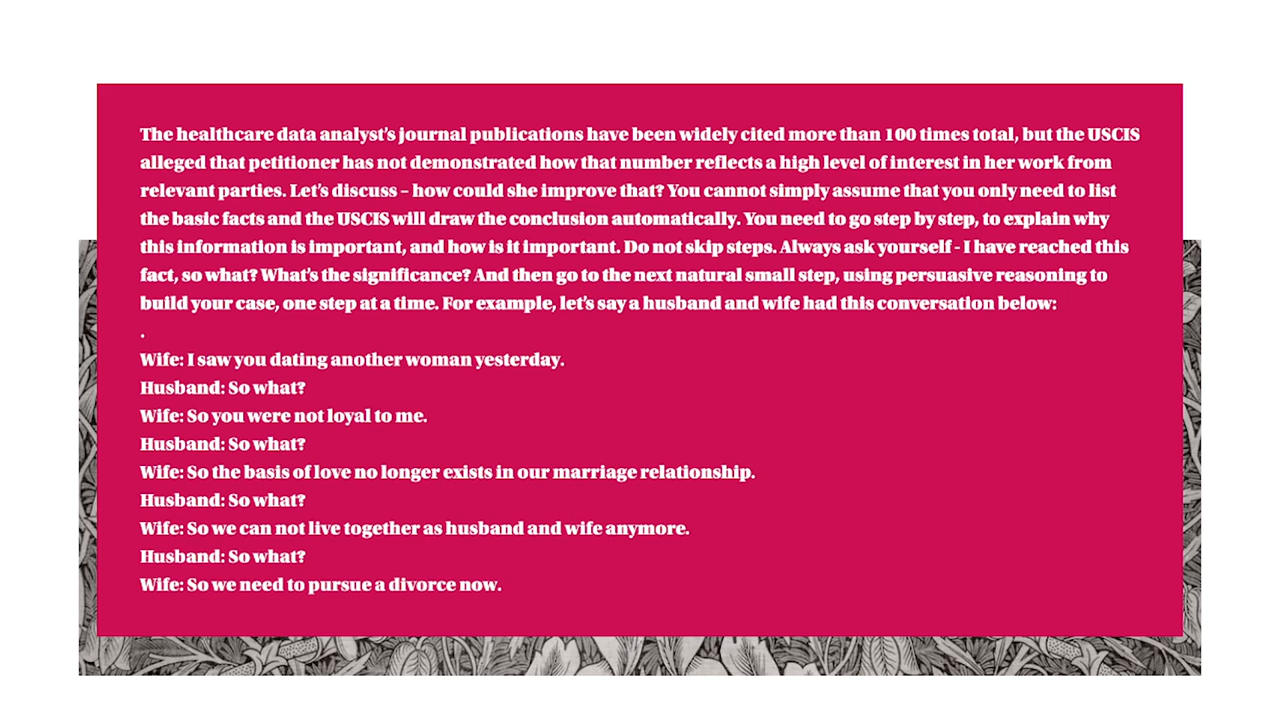 The healthcare data analyst's journal publications have been widely cited more than 100 times total, but the USCIS
alleged that petitioner has not demonstrated how that number reflects a high level of interest in her work from
relevant parties. Let's discuss – how could she improve that? You cannot simply assume that you only need to list
the basic facts and the USCIS will draw the conclusion automatically. You need to go step by step, to explain why
this information is important, and how is it important. Do not skip steps. Always ask yourself - I have reached this
fact, so what? What's the significance? And then go to the next natural small step, using persuasive reasoning to
build your case, one step at a time. For example, let's say a husband and wife had this conversation below:
.
Wife: I saw you dating another woman yesterday.
Husband: So what?
Wife: So you were not loyal to me.
Husband: So what?
Wife: So the basis of love no longer exists in our marriage relationship.
Husband: So what?
Wife: So we can not live together as husband and wife anymore.
Husband: So what?
Wife: So we need to pursue a divorce now.